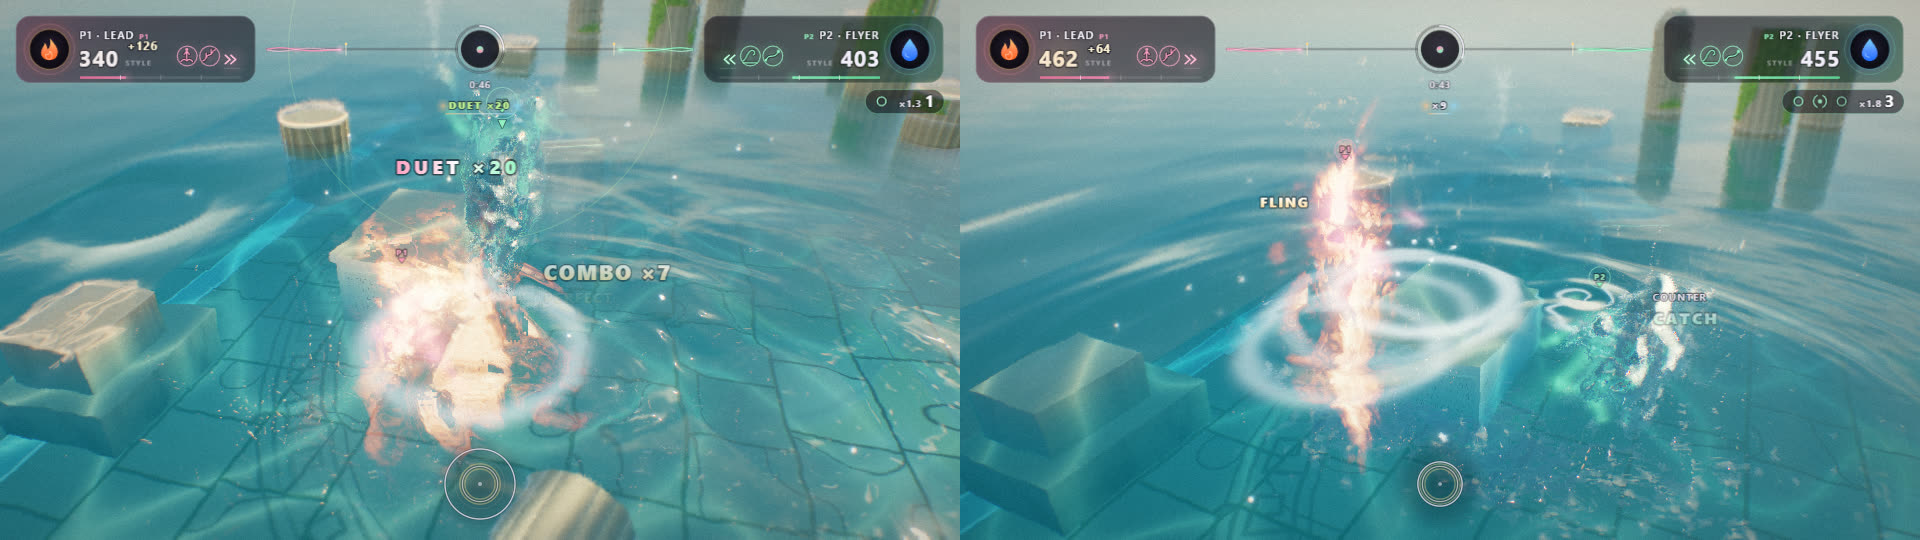 P1 · LEAD P1
340 +126
STYLE
0:46
DUET ×20
P2 P2 · FLYER
STYLE 403
×1.3 1
DUET ×20
COMBO ×7
P1 · LEAD P1
462 +64
STYLE
0:43
×9
P2 P2 · FLYER
STYLE 455
×1.8 3
FLING
P2
COUNTER
CATCH